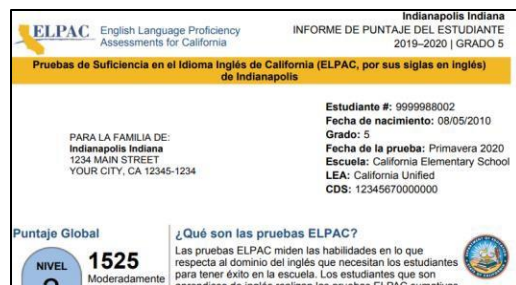 Indianapolis Indiana
ELPAC English Language Proficiency
Assessments for California
INFORME DE PUNTAJE DEL ESTUDIANTE
2019–2020 | GRADO 5
Pruebas de Suficiencia en el Idioma Inglés de California (ELPAC, por sus siglas en inglés)
de Indianapolis
Estudiante #: 9999988002
Fecha de nacimiento: 08/05/2010
Grado: 5
Fecha de la prueba: Primavera 2020
Escuela: California Elementary School
LEA: California Unified
CDS: 12345670000000
PARA LA FAMILIA DE:
Indianapolis Indiana
1234 MAIN STREET
YOUR CITY, CA 12345-1234
Puntaje Global
NIVEL
1525
Moderadamente
¿Qué son las pruebas ELPAC?
Las pruebas ELPAC miden las habilidades en lo que
respecta al dominio del inglés que necesitan los estudiantes
para tener éxito en la escuela. Los estudiantes que son